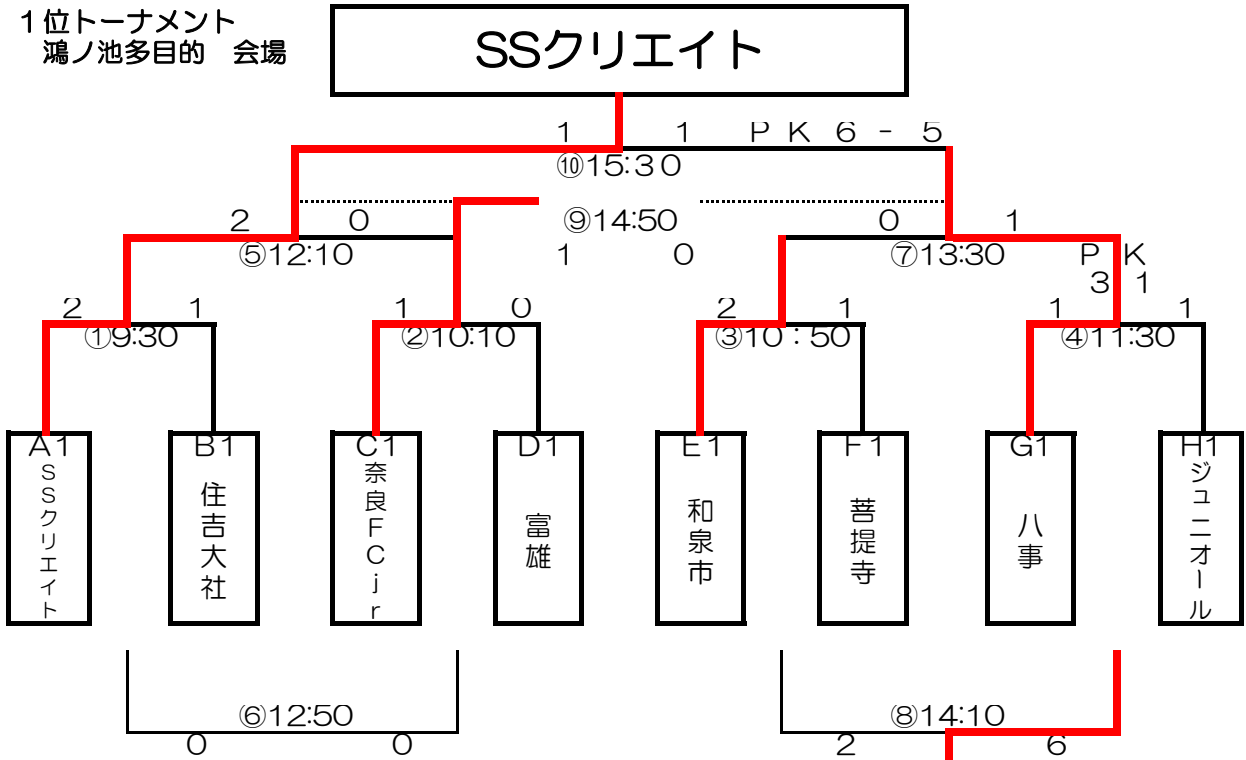 １位トーナメント
鴻ノ池多目的　会場
SSクリエイト
1 1 ＰＫ６－５
⑩15:30
2 0 ⑨14:50 0 1
⑤12:10 1 0 ⑦13:30 ＰＫ
3 1
2 1 1 0 2 1 1 1
①9:30 ②10:10 ③10：50 ④11:30
A1 B1 C1 D1 E1 F1 G1 H1
SSクリエイト
住吉大社
奈良FCjr
富雄
和泉市
菩提寺
八事
ジュニオール
⑥12:50 ⑧14:10
0 0 2 6